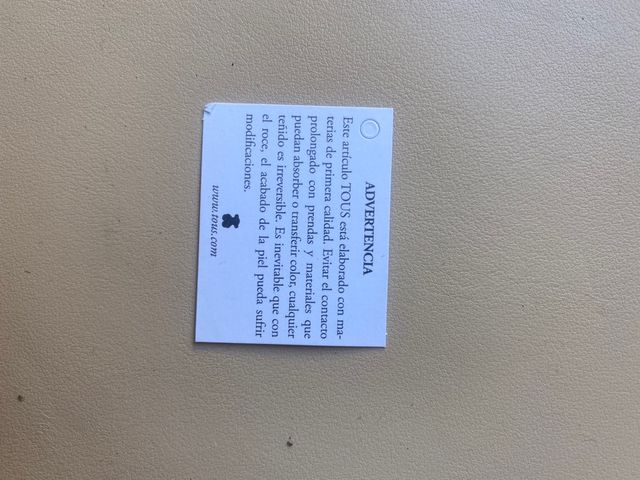 ADVERTENCIA
Este artículo TOUS está elaborado con ma-
terias de primera calidad. Evitar el contacto
prolongado con prendas y materiales que
puedan absorber o transferir color, cualquier
teñido es irreversible. Es inevitable que con
el roce, el acabado de la piel pueda sufrir
modificaciones.
www.tous.com